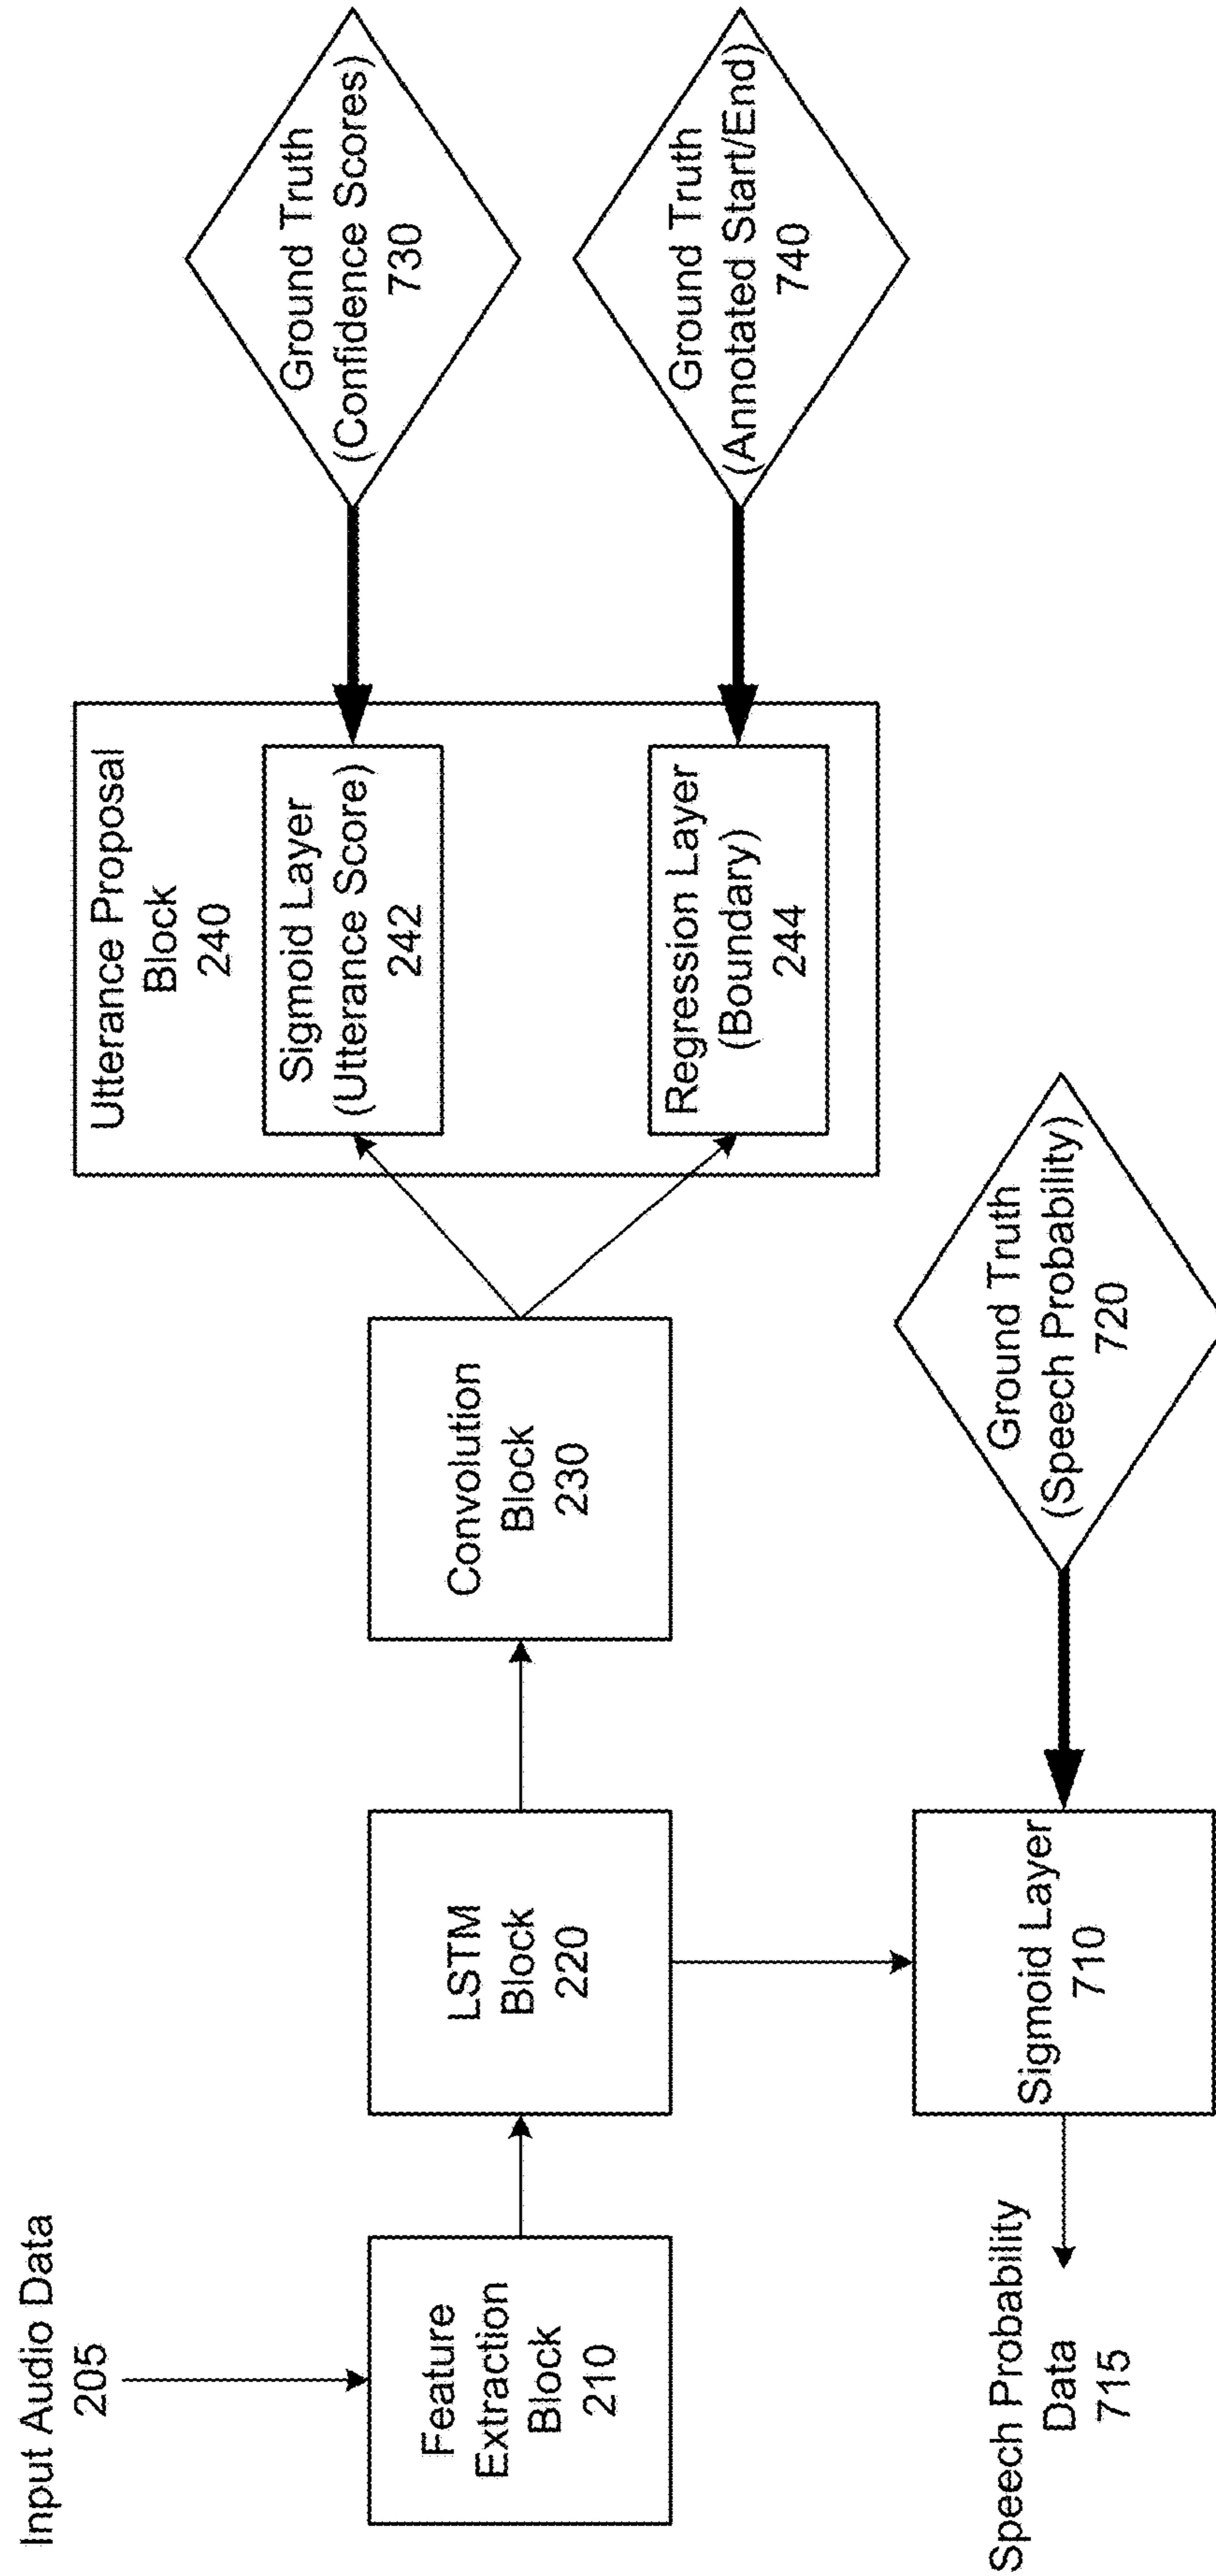 Input Audio Data
205
Feature
Extraction
Block
210
LSTM
Block
220
Convolution
Block
230
Utterance Proposal
Block
240
Sigmoid Layer
(Utterance Score)
242
Regression Layer
(Boundary)
244
Ground Truth
(Confidence Scores)
730
Ground Truth
(Annotated Start/End)
740
Speech Probability
Data
715
Sigmoid Layer
710
Ground Truth
(Speech Probability)
720